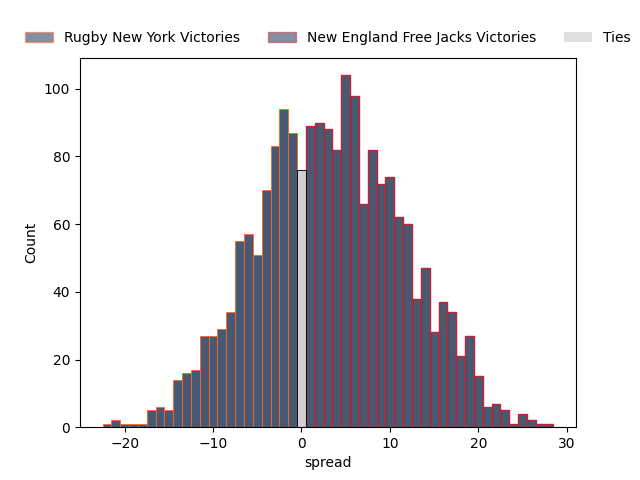 Rugby New York Victories New England Free Jacks Victories Ties
100
80
60
40
20
0
Count
−20 −10 0 10 20 30
spread